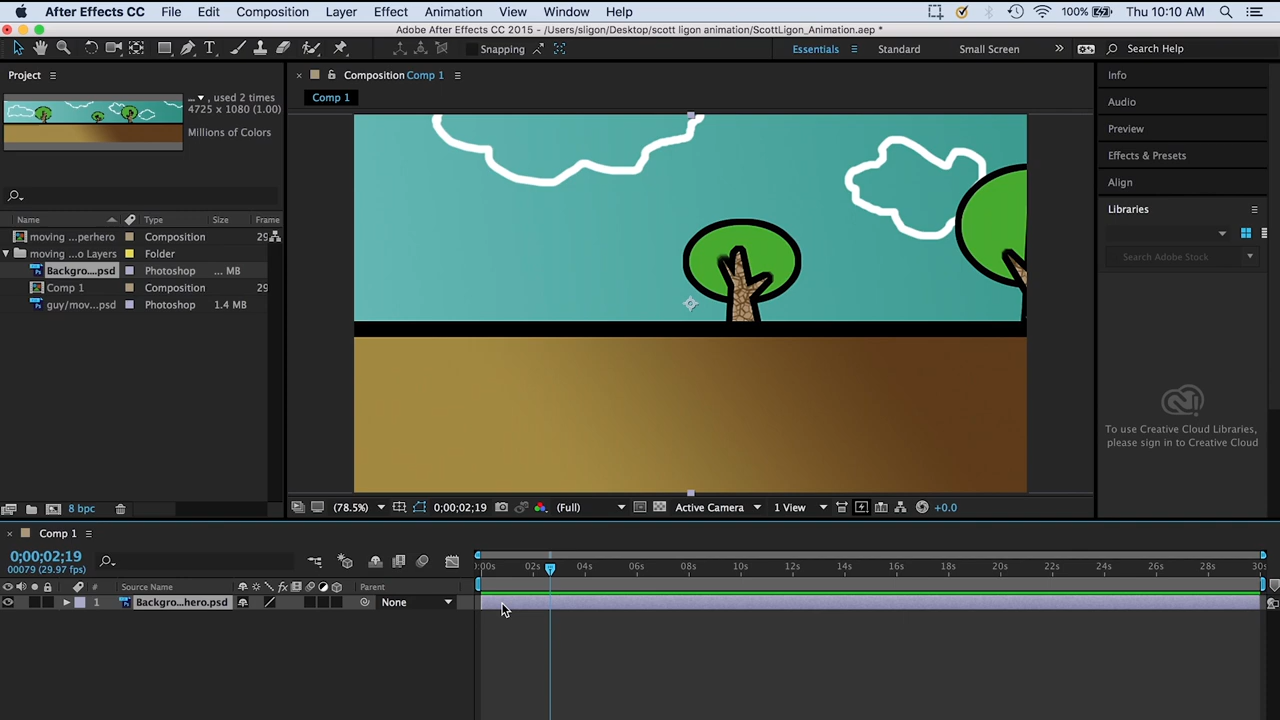 After Effects CC File Edit Composition Layer Effect Animation View Window Help 100% Thu 10:10 AM
Adobe After Effects CC 2015 - /Users/sligon/Desktop/scott ligon animation/ScottLigon_Animation.aep *
Snapping Essentials Standard Small Screen Search Help
Project
... , used 2 times
4725 x 1080 (1.00)
Millions of Colors
Name Type Size Frame
moving ...perhero Composition 29
moving ...o Layers Folder
Backgro....psd Photoshop ... MB
Comp 1 Composition 29
guy/mov...psd Photoshop 1.4 MB
8 bpc
Composition Comp 1
Comp 1
(78.5%) 0;00;02;19 (Full) Active Camera 1 View +0.0
Info
Audio
Preview
Effects & Presets
Align
Libraries
Search Adobe Stock
To use Creative Cloud Libraries,
please sign in to Creative Cloud
Comp 1
0;00;02;19
00079 (29.97 fps)
# Source Name Parent
1 Backgro...hero.psd None
:00s 02s 04s 06s 08s 10s 12s 14s 16s 18s 20s 22s 24s 26s 28s 30s